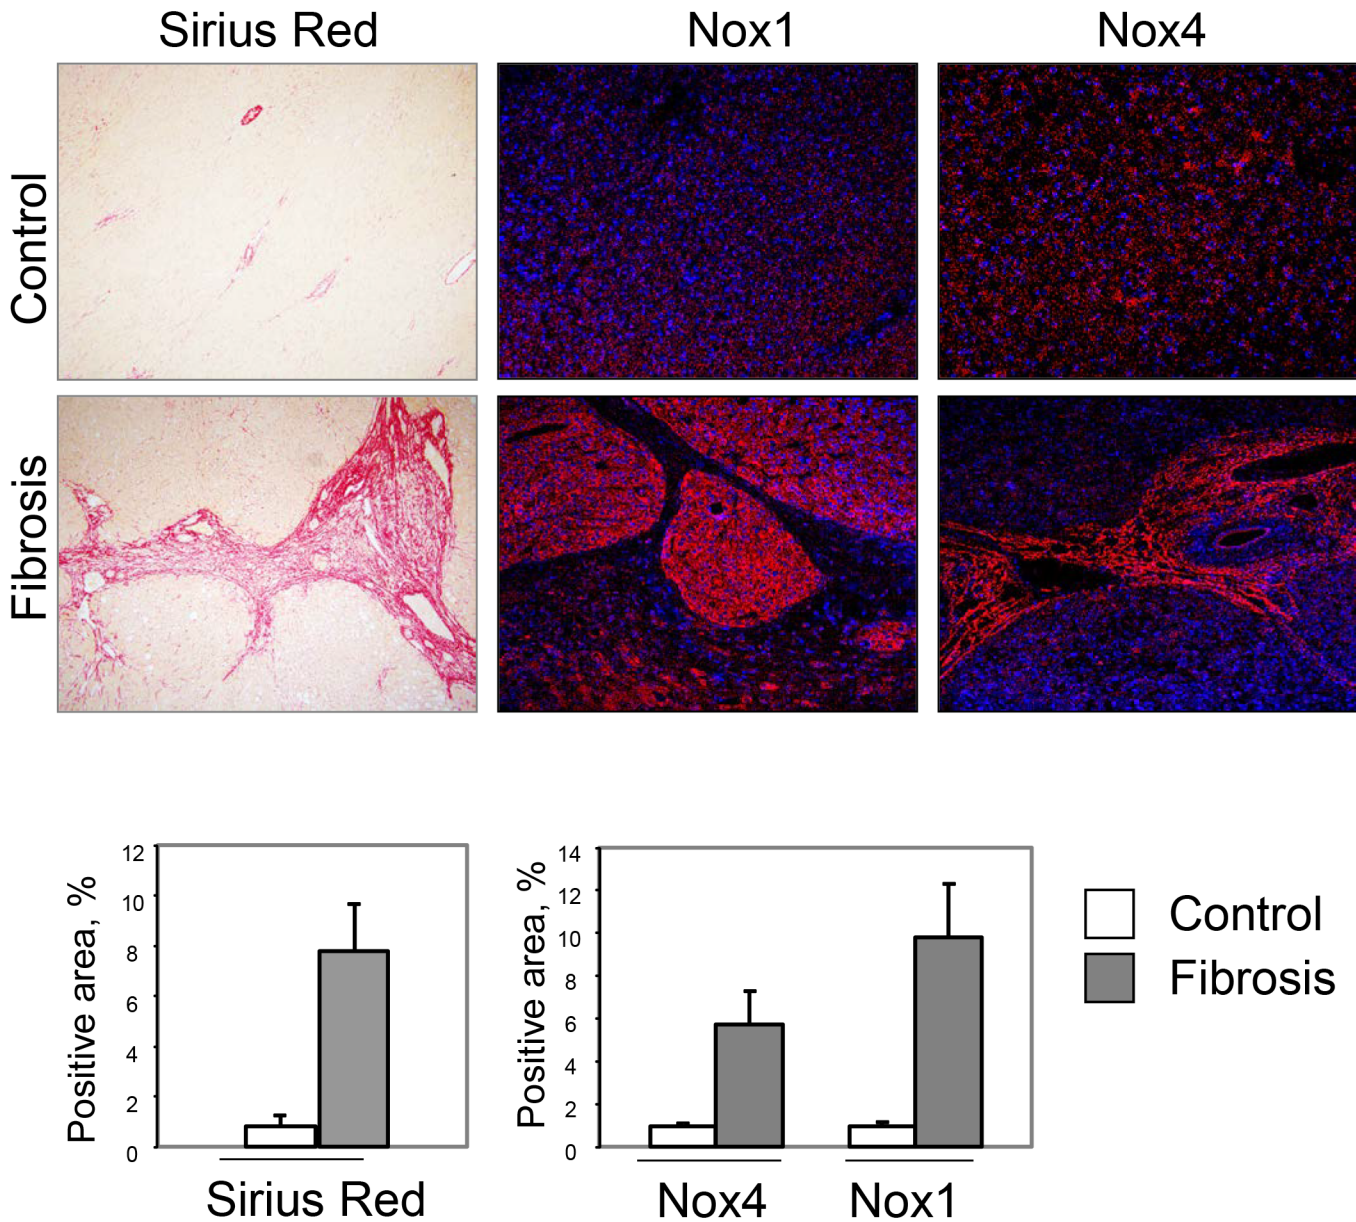 Sirius Red
Nox1
Nox4
Control
Fibrosis
Positive area, %
12
10
8
6
4
2
0
Sirius Red
Positive area, %
14
12
10
8
6
4
2
0
Nox4
Nox1
Control
Fibrosis